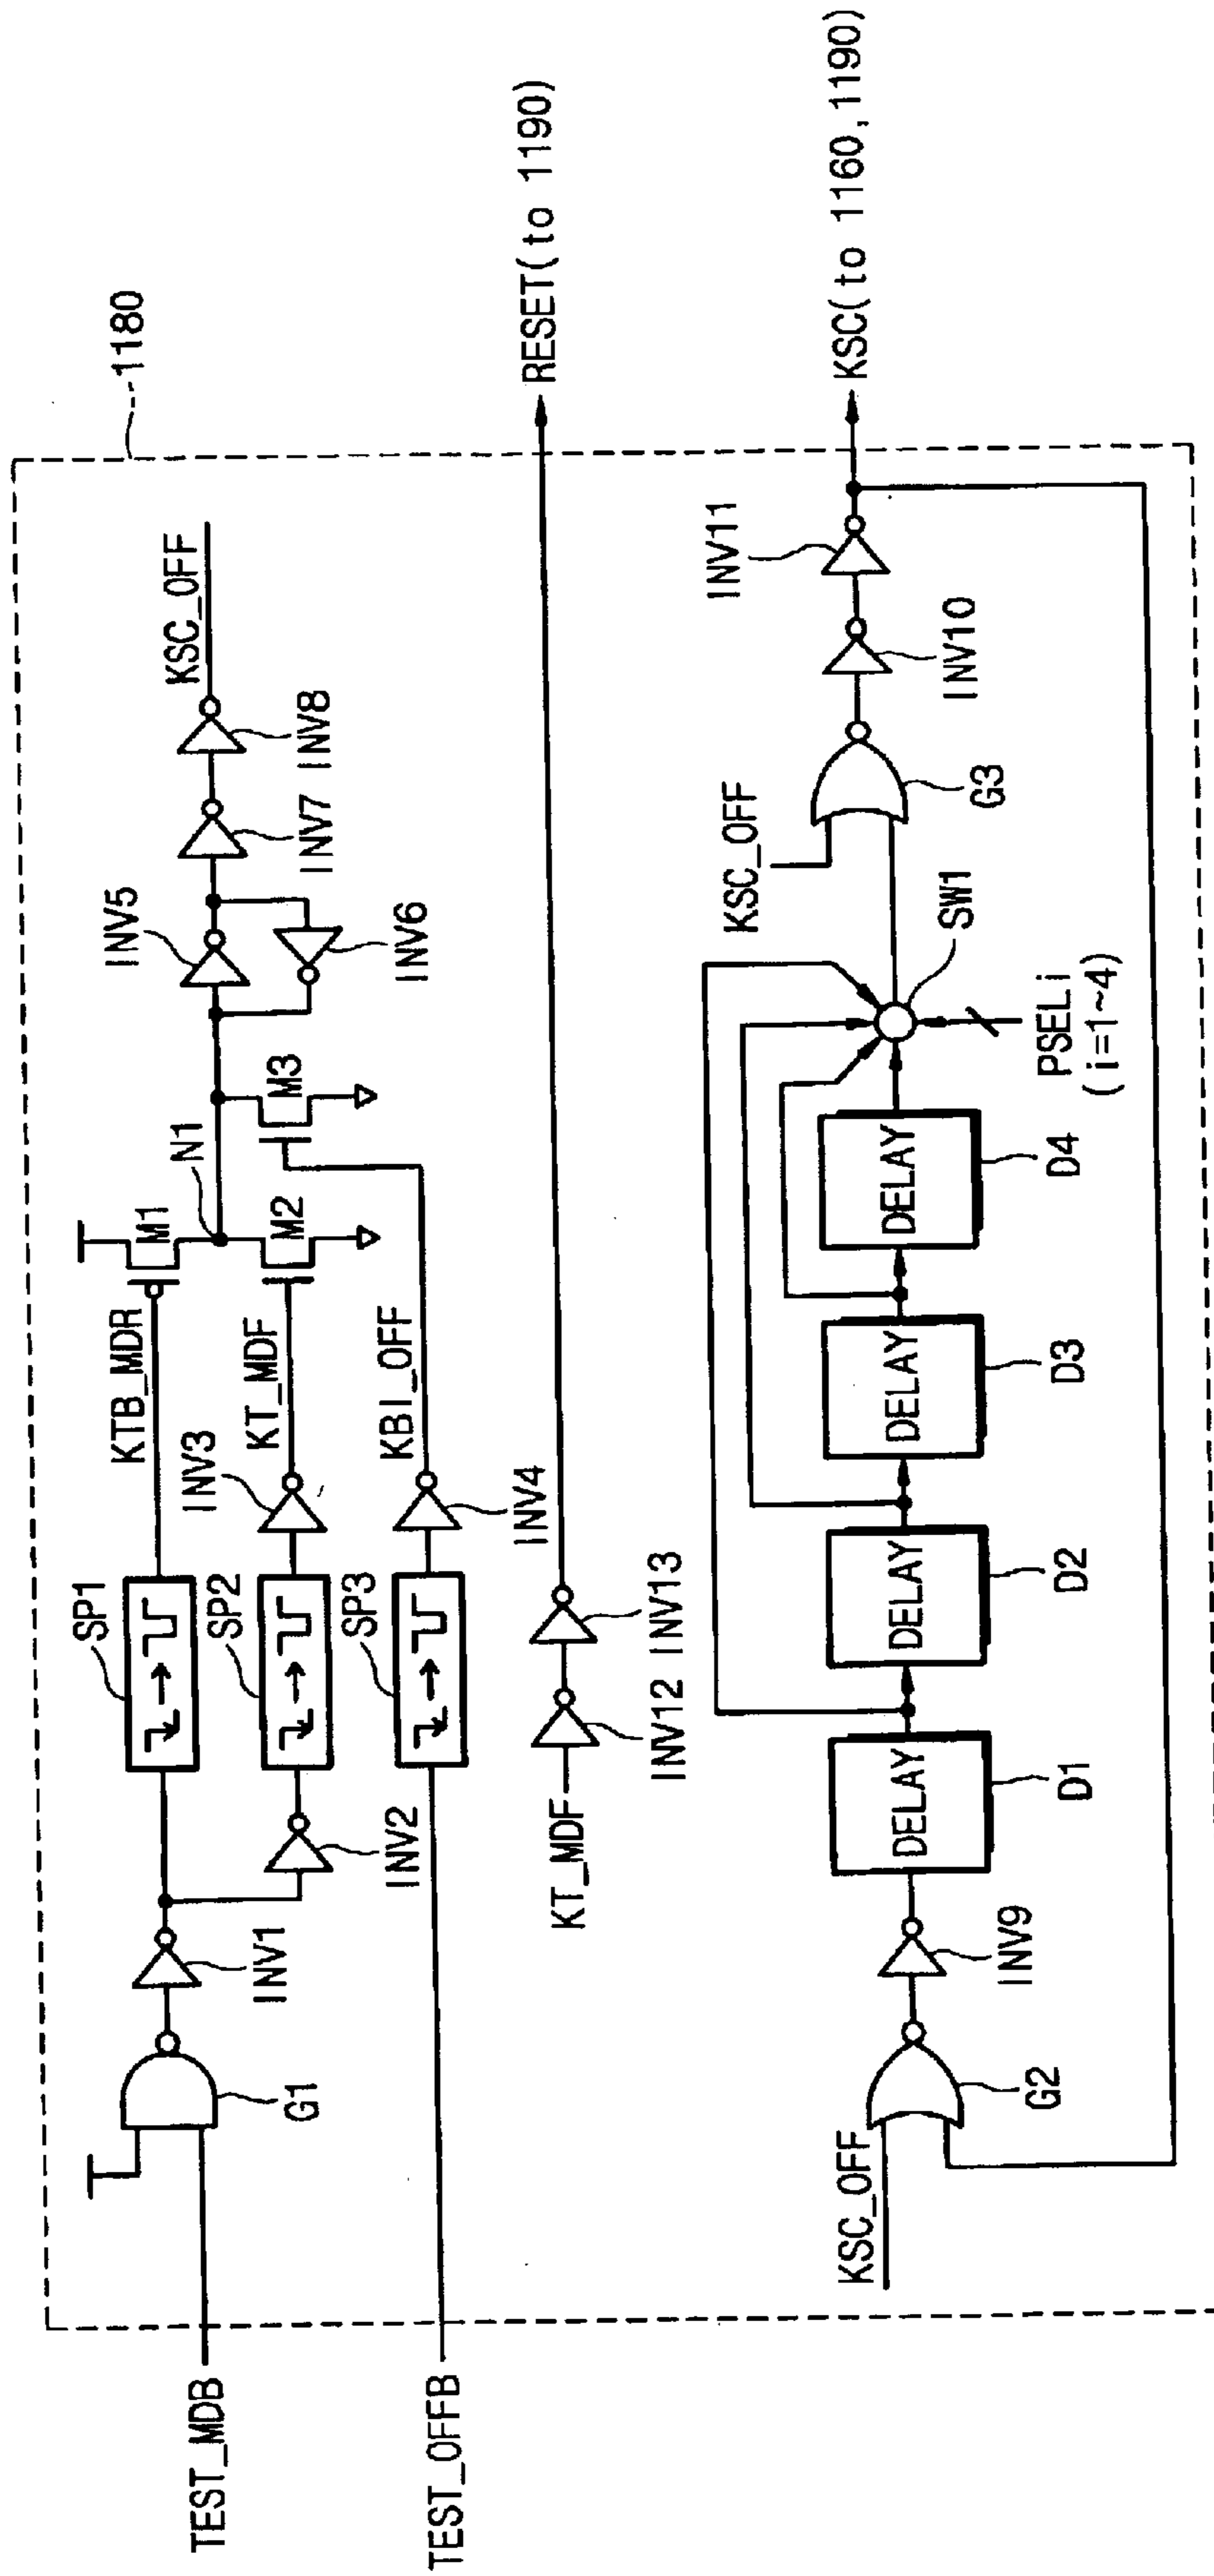 1180
TEST_MDB
G1
INV1
INV2
SP1
SP2
SP3
INV3
INV4
KTB_MDR
KT_MDF
KBI_OFF
M1
M2
N1
M3
INV5
INV6
INV7
INV8
KSC_OFF
TEST_OFFB
KT_MDF
INV12
INV13
RESET(to 1190)
KSC_OFF
G2
INV9
DELAY
D1
DELAY
D2
DELAY
D3
DELAY
D4
PSELi
(i=1~4)
SW1
KSC_OFF
G3
INV10
INV11
KSC(to 1160,1190)